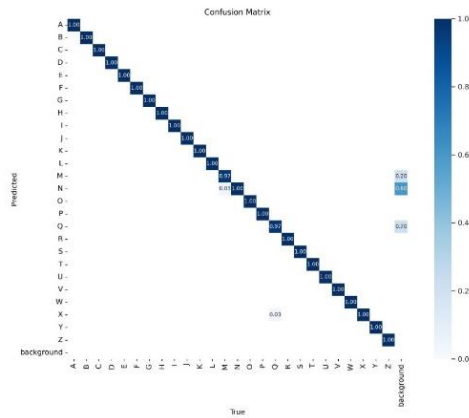 Confusion Matrix
A 1.00 1.0
B 1.00
C 1.00
D 1.00
E 1.00
F 1.00 0.8
G 1.00
H 1.00
I 1.00
J 1.00
K 1.00 0.6
L 1.00
M 0.97 0.20
N 0.03 1.00 0.60
O 1.00
P 1.00
Q 0.97 0.20 0.4
R 1.00
S 1.00
T 1.00
U 1.00
V 1.00 0.2
W 1.00
X 0.03 1.00
Y 1.00
Z 1.00
background 0.0
Predicted
A B C D E F G H I J K L M N O P Q R S T U V W X Y Z background
True